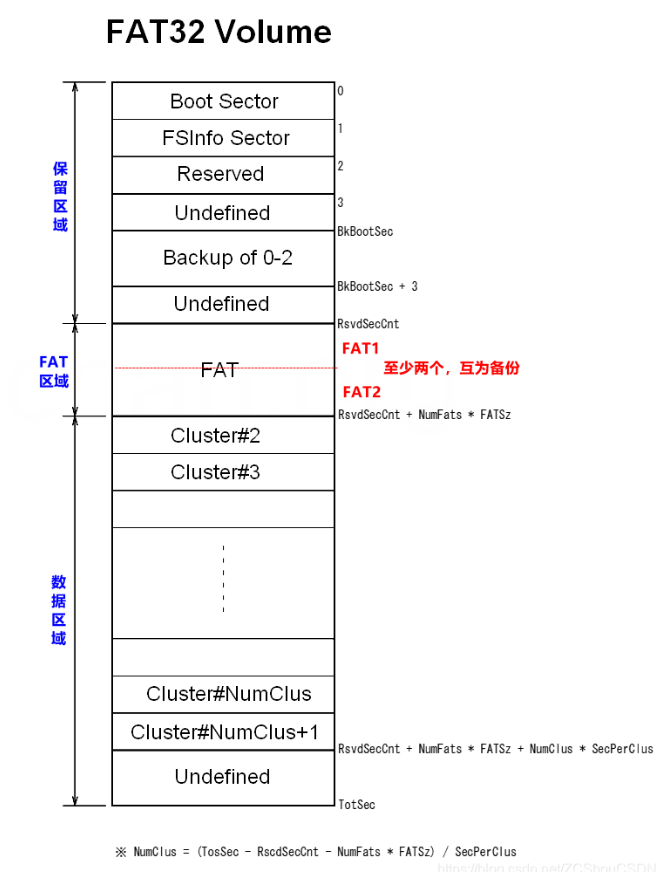 FAT32 Volume
Boot Sector
0
FSInfo Sector
1
Reserved
2
Undefined
3
保留区域
BkBootSec
Backup of 0-2
BkBootSec + 3
Undefined
RsvdSecCnt
FAT区域
FAT
FAT1
至少两个，互为备份
FAT2
RsvdSecCnt + NumFats * FATSz
Cluster#2
Cluster#3
数据区域
Cluster#NumClus
Cluster#NumClus+1
RsvdSecCnt + NumFats * FATSz + NumClus * SecPerClus
Undefined
TotSec
※ NumClus = (TosSec - RscdSecCnt - NumFats * FATSz) / SecPerClus
https://blog.csdn.net/ZCShouCSDN